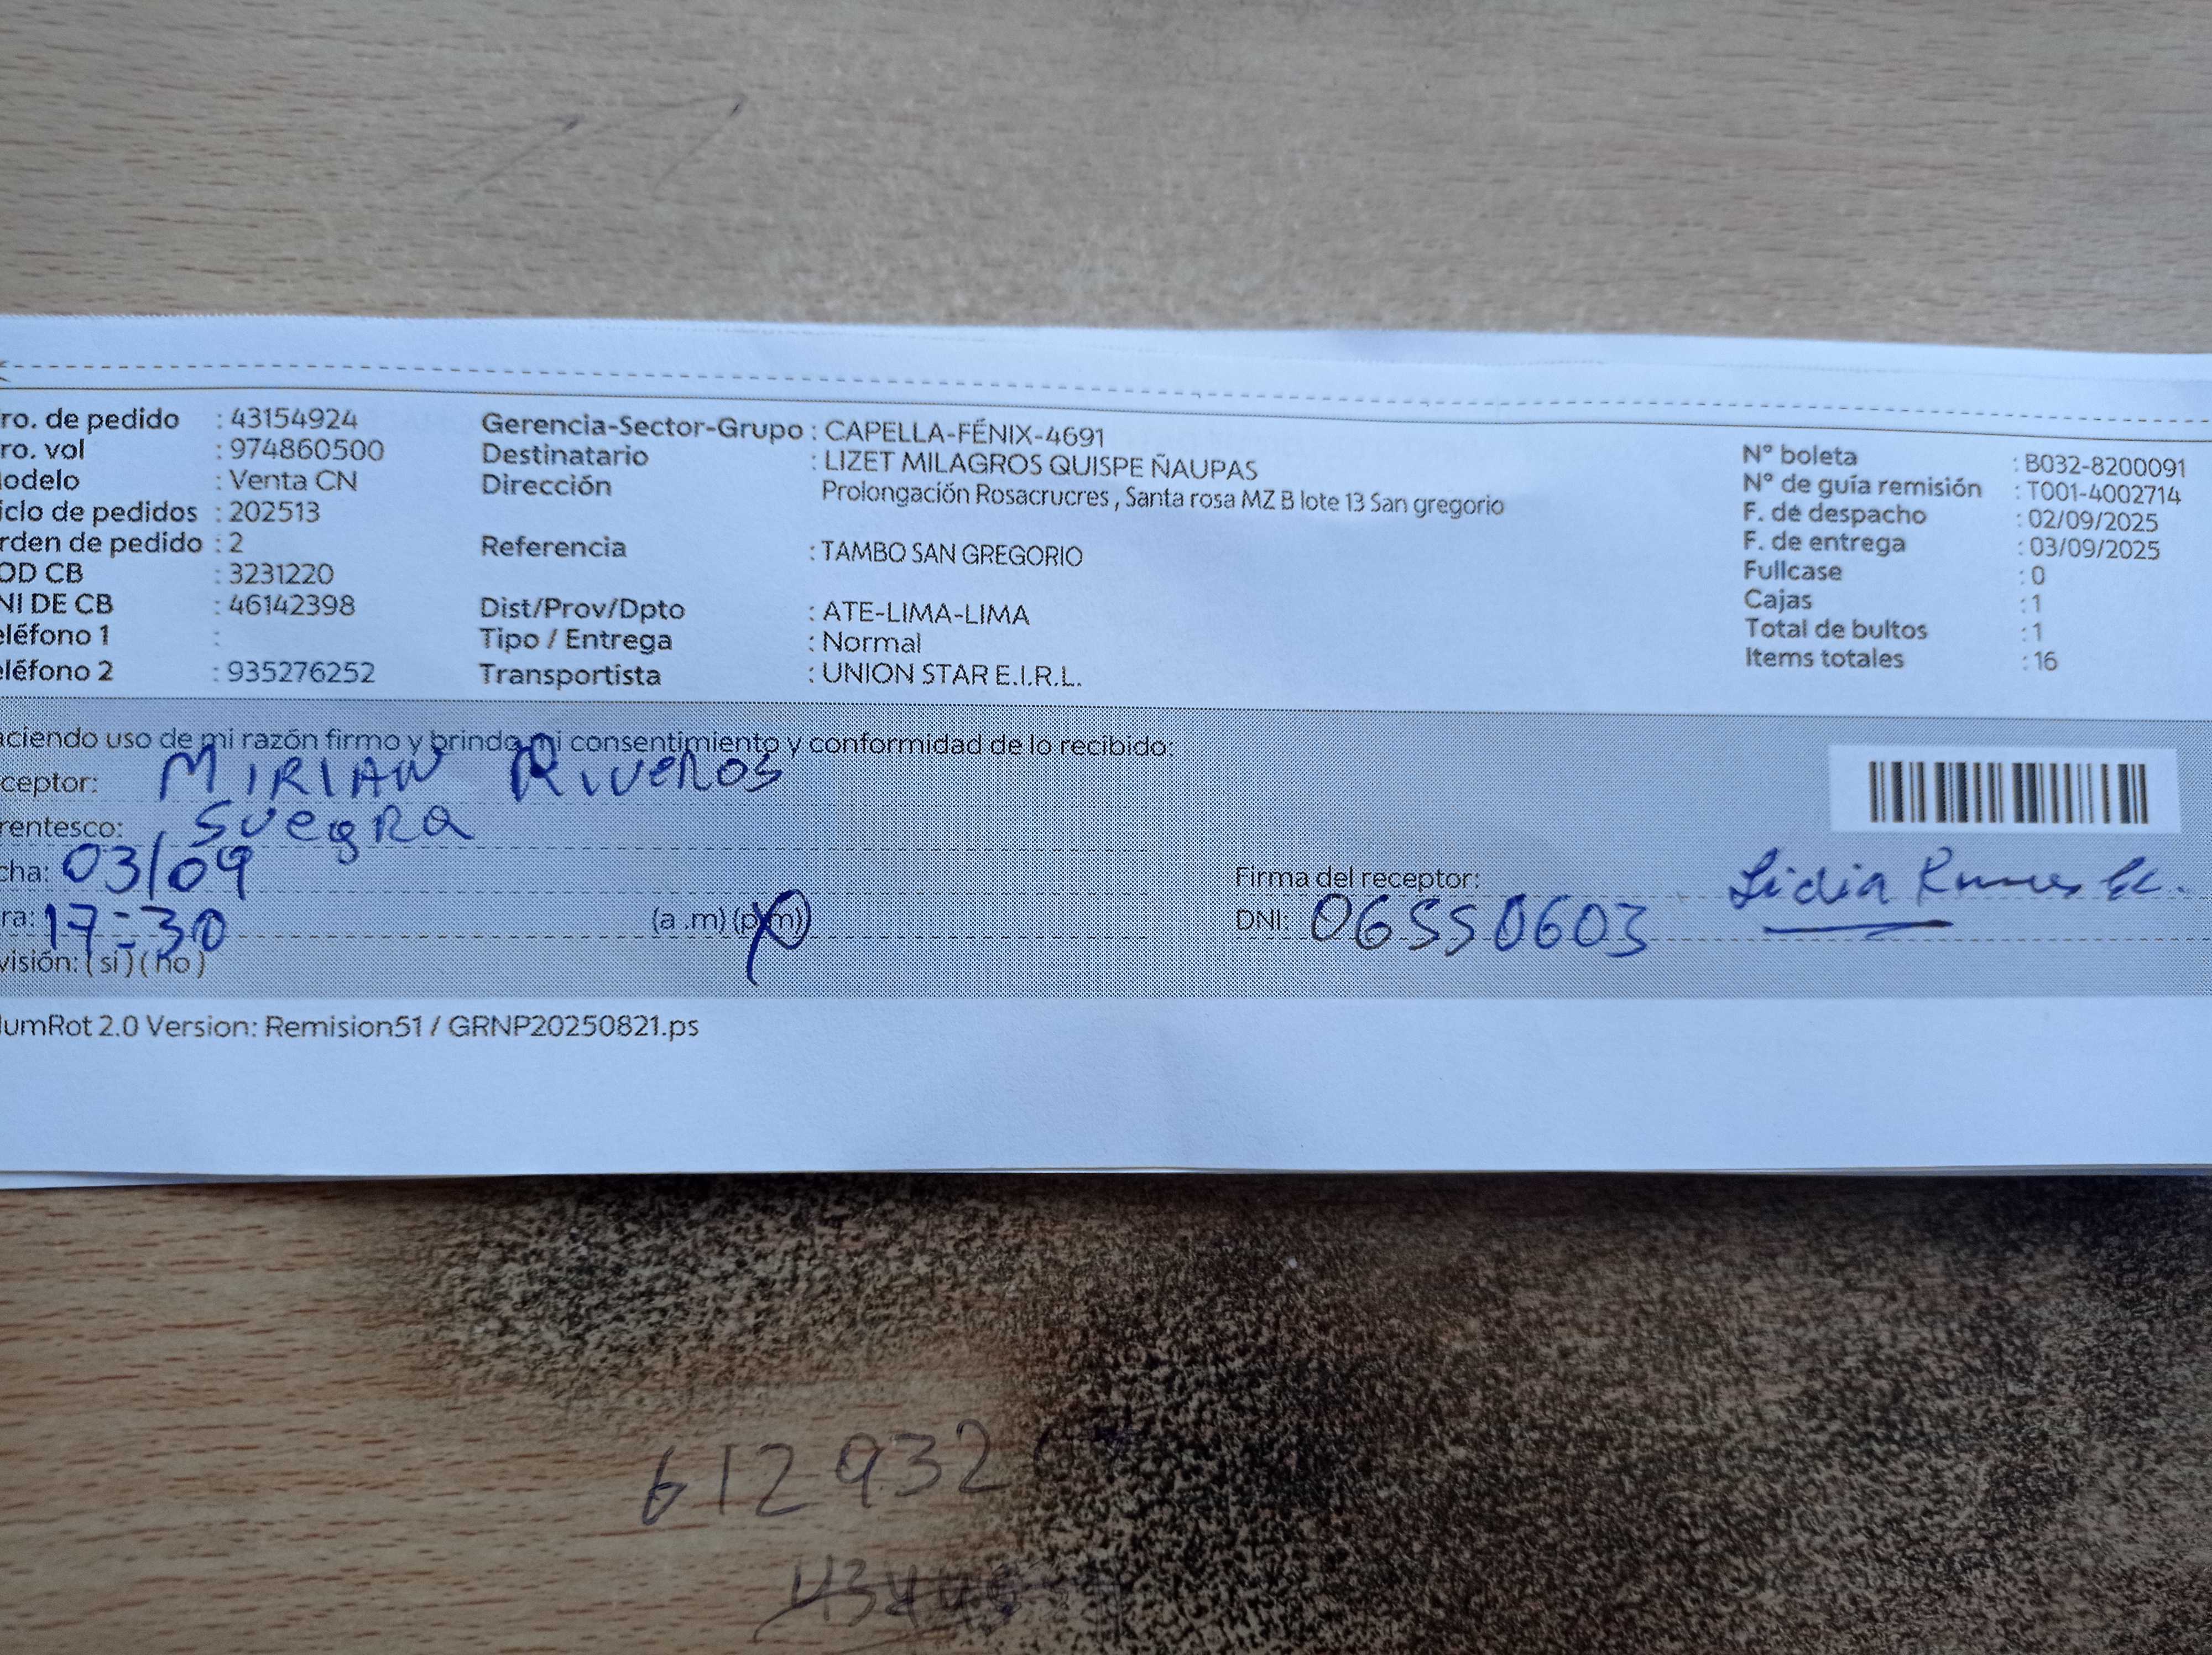 ro. de pedido : 43154924
ro. vol : 974860500
lodelo : Venta CN
iclo de pedidos : 202513
rden de pedido : 2
OD CB : 3231220
NI DE CB : 46142398
eléfono 1 :
eléfono 2 : 935276252
Gerencia-Sector-Grupo : CAPELLA-FÉNIX-4691
Destinatario : LIZET MILAGROS QUISPE ÑAUPAS
Dirección Prolongación Rosacrucres , Santa rosa MZ B lote 13 San gregorio
Referencia : TAMBO SAN GREGORIO
Dist/Prov/Dpto : ATE-LIMA-LIMA
Tipo / Entrega : Normal
Transportista : UNION STAR E.I.R.L.
N° boleta : B032-8200091
N° de guía remisión : T001-4002714
F. de despacho : 02/09/2025
F. de entrega : 03/09/2025
Fullcase : 0
Cajas : 1
Total de bultos : 1
Items totales : 16
aciendo uso de mi razón firmo y brindo mi consentimiento y conformidad de lo recibido:
ceptor: MIRIAN RiveRos
rentesco: SuegRa
cha: 03/09
ra: 17:30 (a .m) (p.m)
visión: (si) (no)
Firma del receptor: Lidia
DNI: 06550603
lumRot 2.0 Version: Remision51 / GRNP20250821.ps
612932